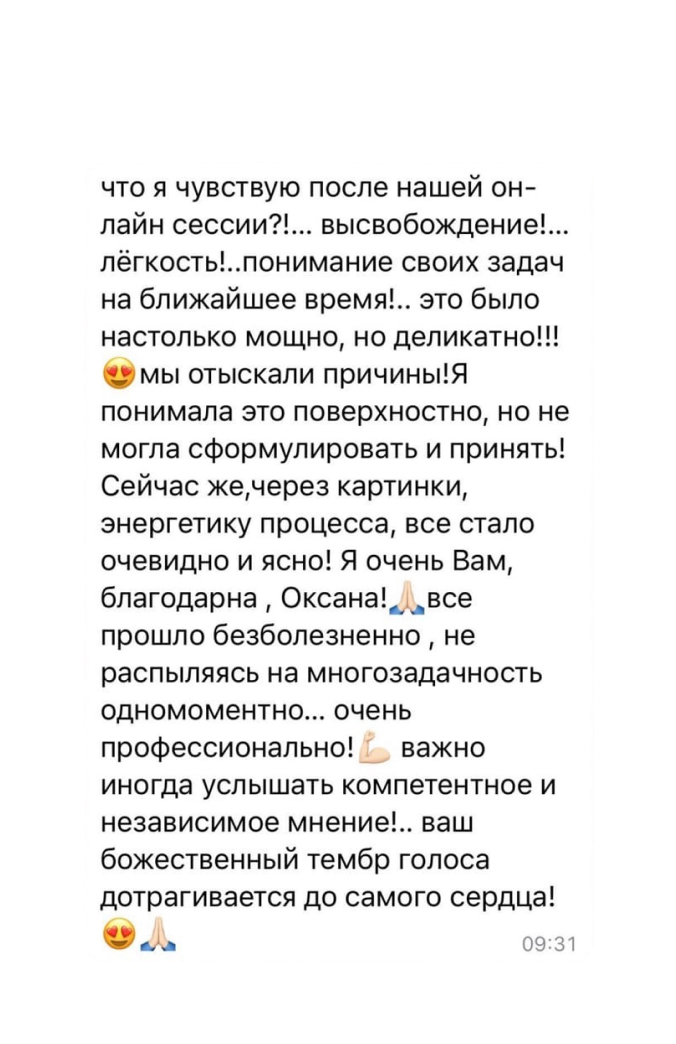 что я чувствую после нашей он-
лайн сессии?!... высвобождение!...
лёгкость!..понимание своих задач
на ближайшее время!.. это было
настолько мощно, но деликатно!!!
😍мы отыскали причины!Я
понимала это поверхностно, но не
могла сформулировать и принять!
Сейчас же,через картинки,
энергетику процесса, все стало
очевидно и ясно! Я очень Вам,
благодарна , Оксана!🙏🏻все
прошло безболезненно , не
распыляясь на многозадачность
одномоментно... очень
профессионально!💪🏻 важно
иногда услышать компетентное и
независимое мнение!.. ваш
божественный тембр голоса
дотрагивается до самого сердца!
😍🙏🏻
09:31